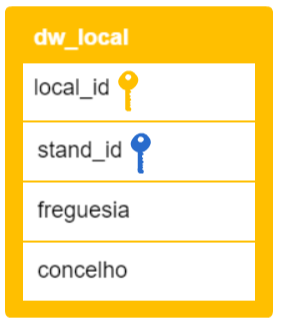 dw_local
local_id
stand_id
freguesia
concelho